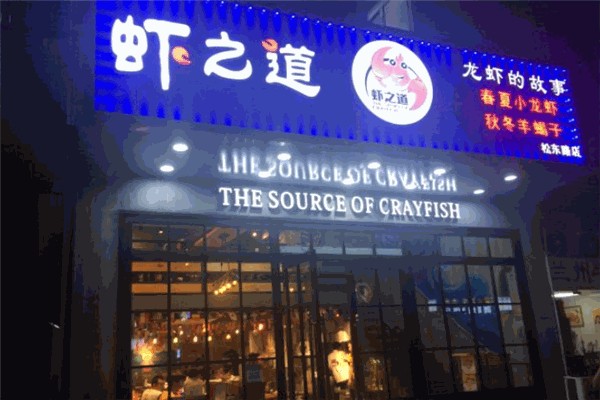 虾之道
虾之道
龙虾的故事
春夏小龙虾
秋冬羊蝎子
松东路店
THE SOURCE OF CRAYFISH